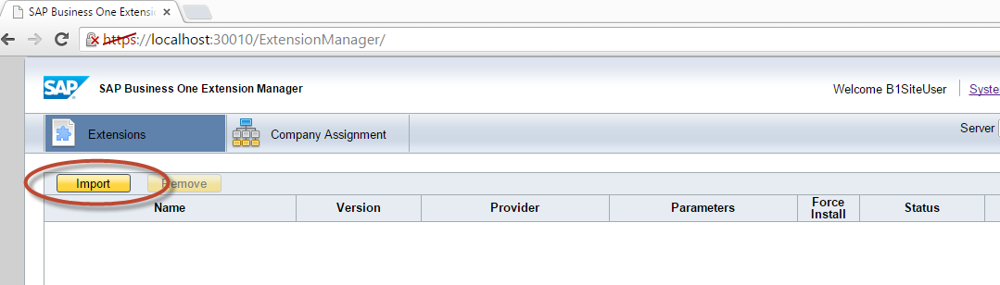 SAP Business One Extensi
https://localhost:30010/ExtensionManager/
SAP SAP Business One Extension Manager
Welcome B1SiteUser Syste
Extensions Company Assignment Server
Import Remove
Name Version Provider Parameters Force Install Status